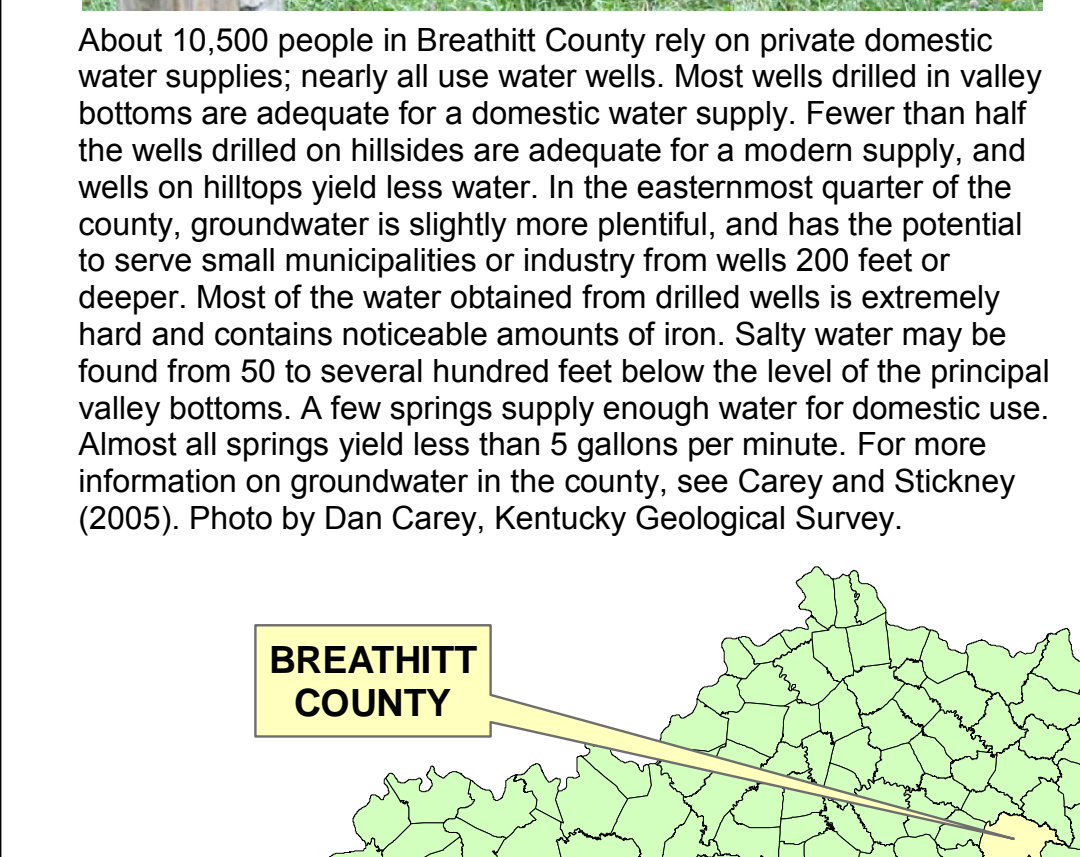 About 10,500 people in Breathitt County rely on private domestic
water supplies; nearly all use water wells. Most wells drilled in valley
bottoms are adequate for a domestic water supply. Fewer than half
the wells drilled on hillsides are adequate for a modern supply, and
wells on hilltops yield less water. In the easternmost quarter of the
county, groundwater is slightly more plentiful, and has the potential
to serve small municipalities or industry from wells 200 feet or
deeper. Most of the water obtained from drilled wells is extremely
hard and contains noticeable amounts of iron. Salty water may be
found from 50 to several hundred feet below the level of the principal
valley bottoms. A few springs supply enough water for domestic use.
Almost all springs yield less than 5 gallons per minute. For more
information on groundwater in the county, see Carey and Stickney
(2005). Photo by Dan Carey, Kentucky Geological Survey.
BREATHITT
COUNTY